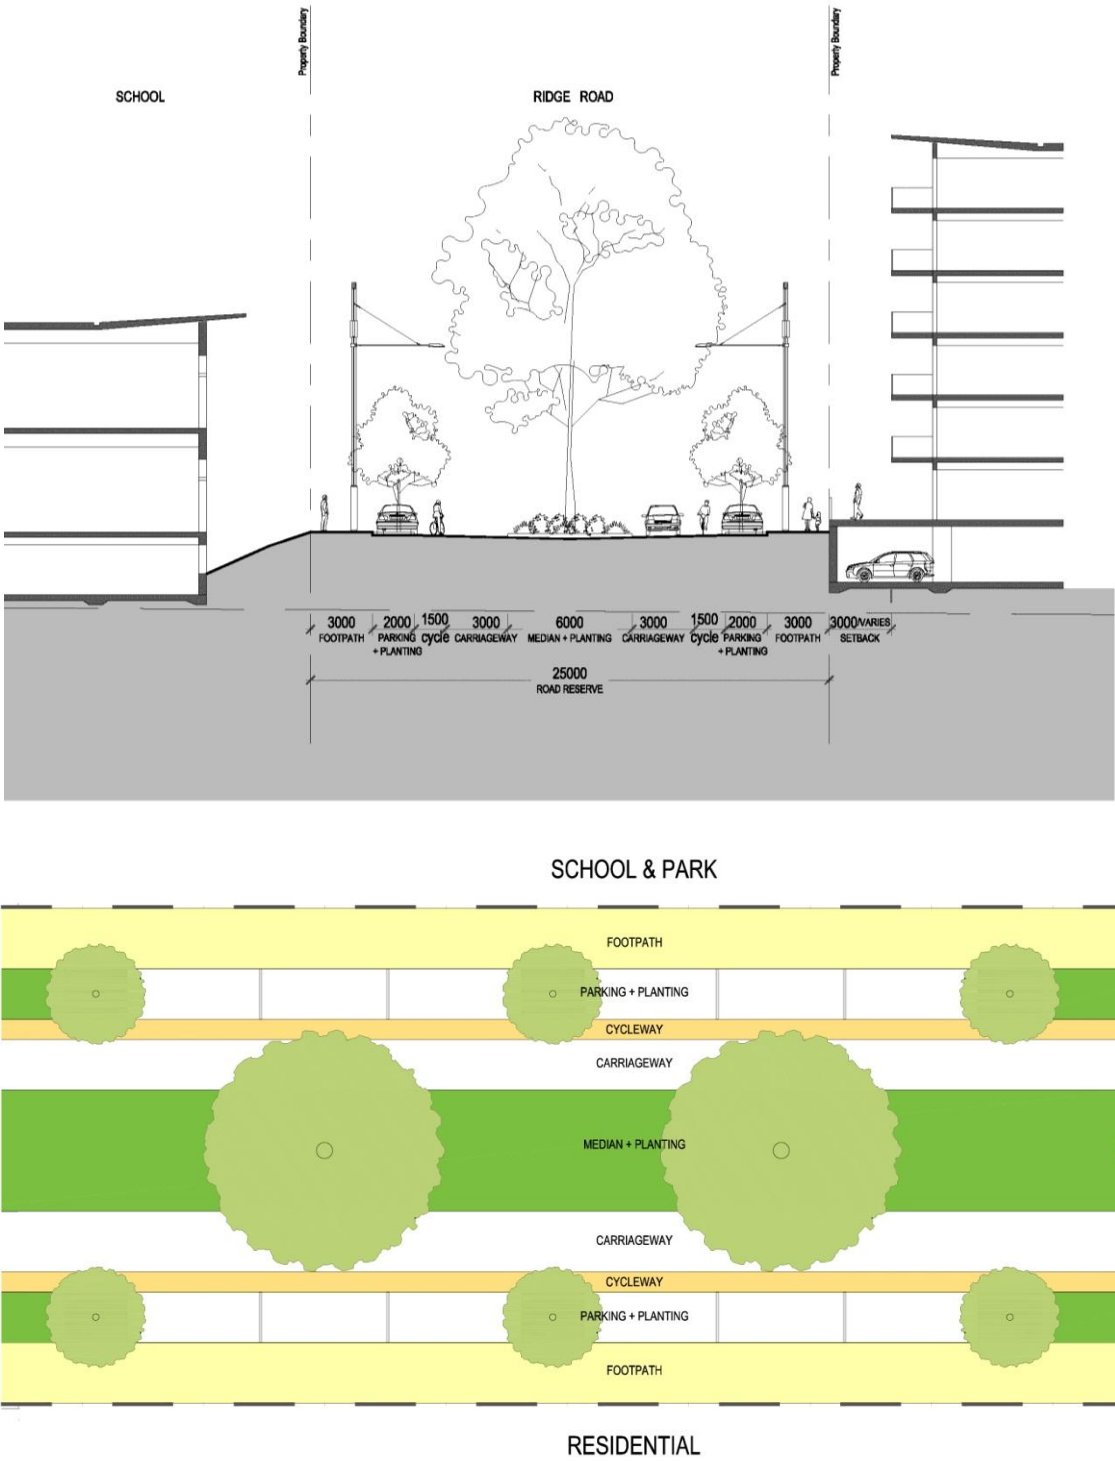 Property Boundary
Property Boundary
SCHOOL
RIDGE ROAD
3000
FOOTPATH
2000
PARKING
+ PLANTING
1500
cycle
3000
CARRIAGEWAY
6000
MEDIAN + PLANTING
3000
CARRIAGEWAY
1500
cycle
2000
PARKING
+ PLANTING
3000
FOOTPATH
3000/VARIES
SETBACK
25000
ROAD RESERVE
SCHOOL & PARK
FOOTPATH
PARKING + PLANTING
CYCLEWAY
CARRIAGEWAY
MEDIAN + PLANTING
CARRIAGEWAY
CYCLEWAY
PARKING + PLANTING
FOOTPATH
RESIDENTIAL